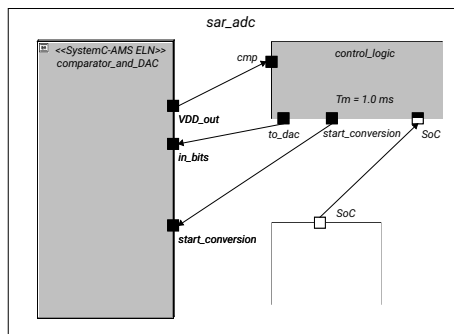 sar_adc
<<SystemC-AMS ELN>>
comparator_and_DAC
cmp
control_logic
Tm = 1.0 ms
VDD_out
to_dac
start_conversion
SoC
in_bits
SoC
start_conversion